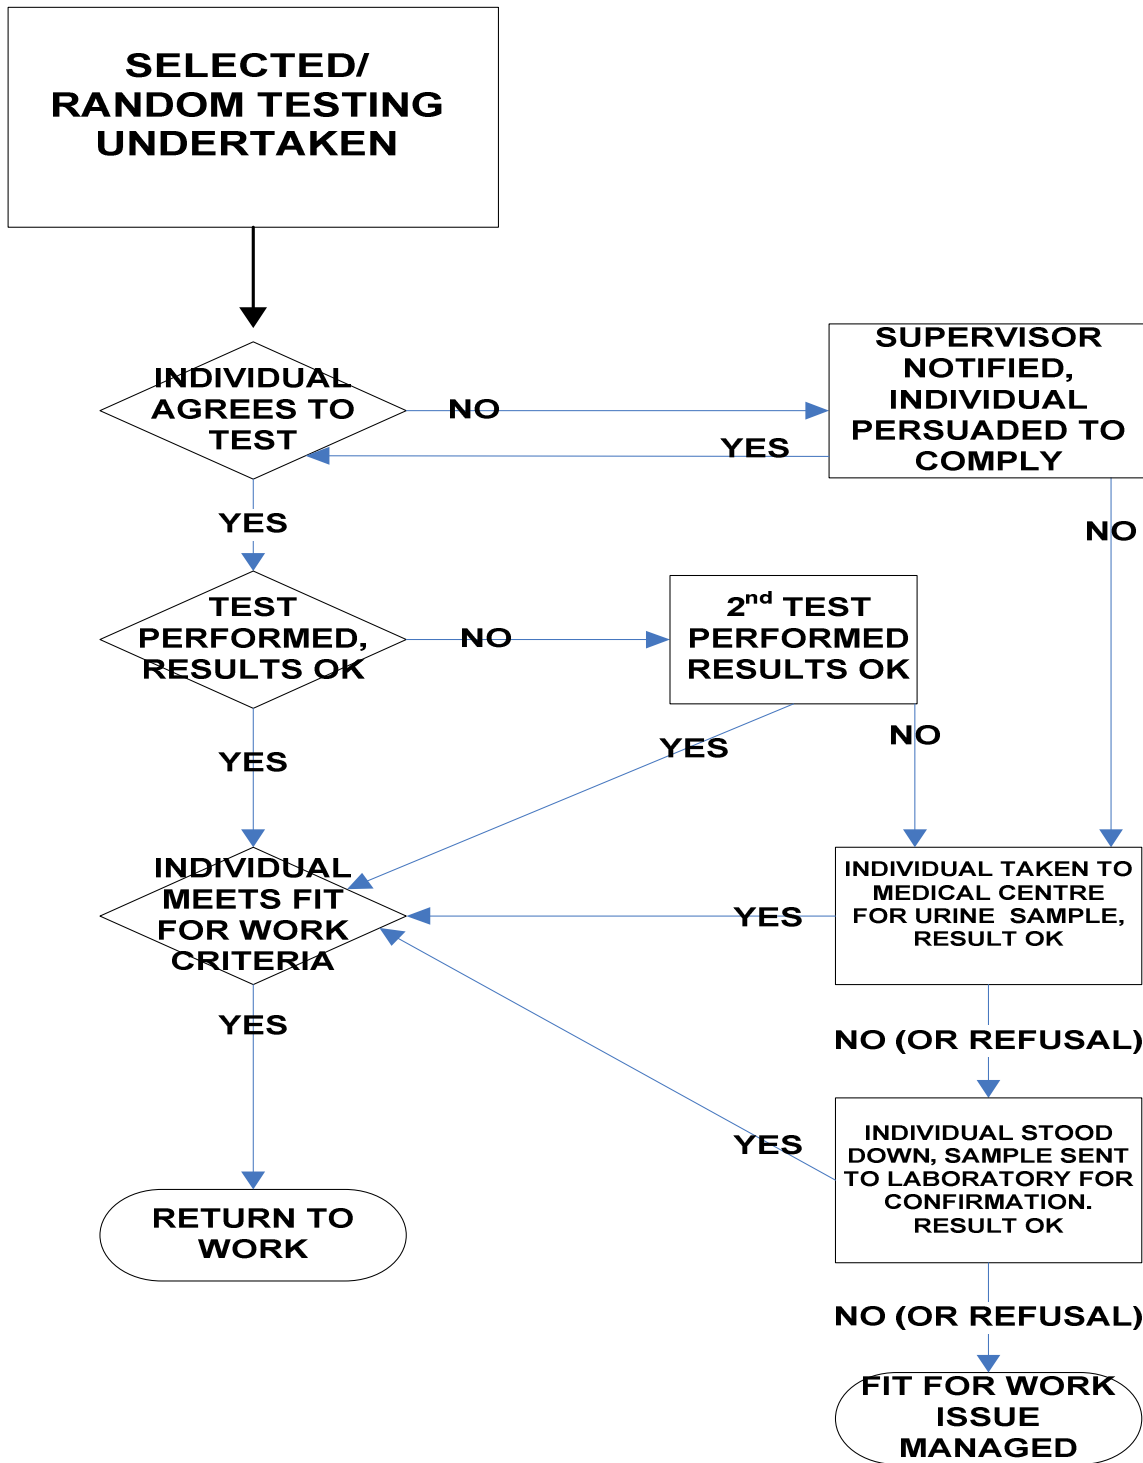 SELECTED/
RANDOM TESTING
UNDERTAKEN
INDIVIDUAL
AGREES TO
TEST
NO
SUPERVISOR
NOTIFIED,
INDIVIDUAL
PERSUADED TO
COMPLY
YES
YES
NO
TEST
PERFORMED,
RESULTS OK
NO
2nd TEST
PERFORMED
RESULTS OK
YES
YES
NO
INDIVIDUAL
MEETS FIT
FOR WORK
CRITERIA
YES
INDIVIDUAL TAKEN TO
MEDICAL CENTRE
FOR URINE SAMPLE,
RESULT OK
YES
NO (OR REFUSAL)
YES
INDIVIDUAL STOOD
DOWN, SAMPLE SENT
TO LABORATORY FOR
CONFIRMATION.
RESULT OK
RETURN TO
WORK
NO (OR REFUSAL)
FIT FOR WORK
ISSUE
MANAGED